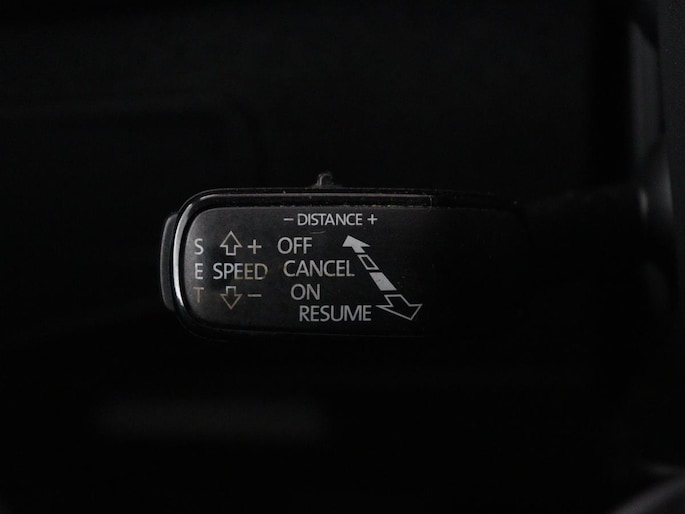 − DISTANCE +
S + OFF
E SPEED CANCEL
T − ON
RESUME